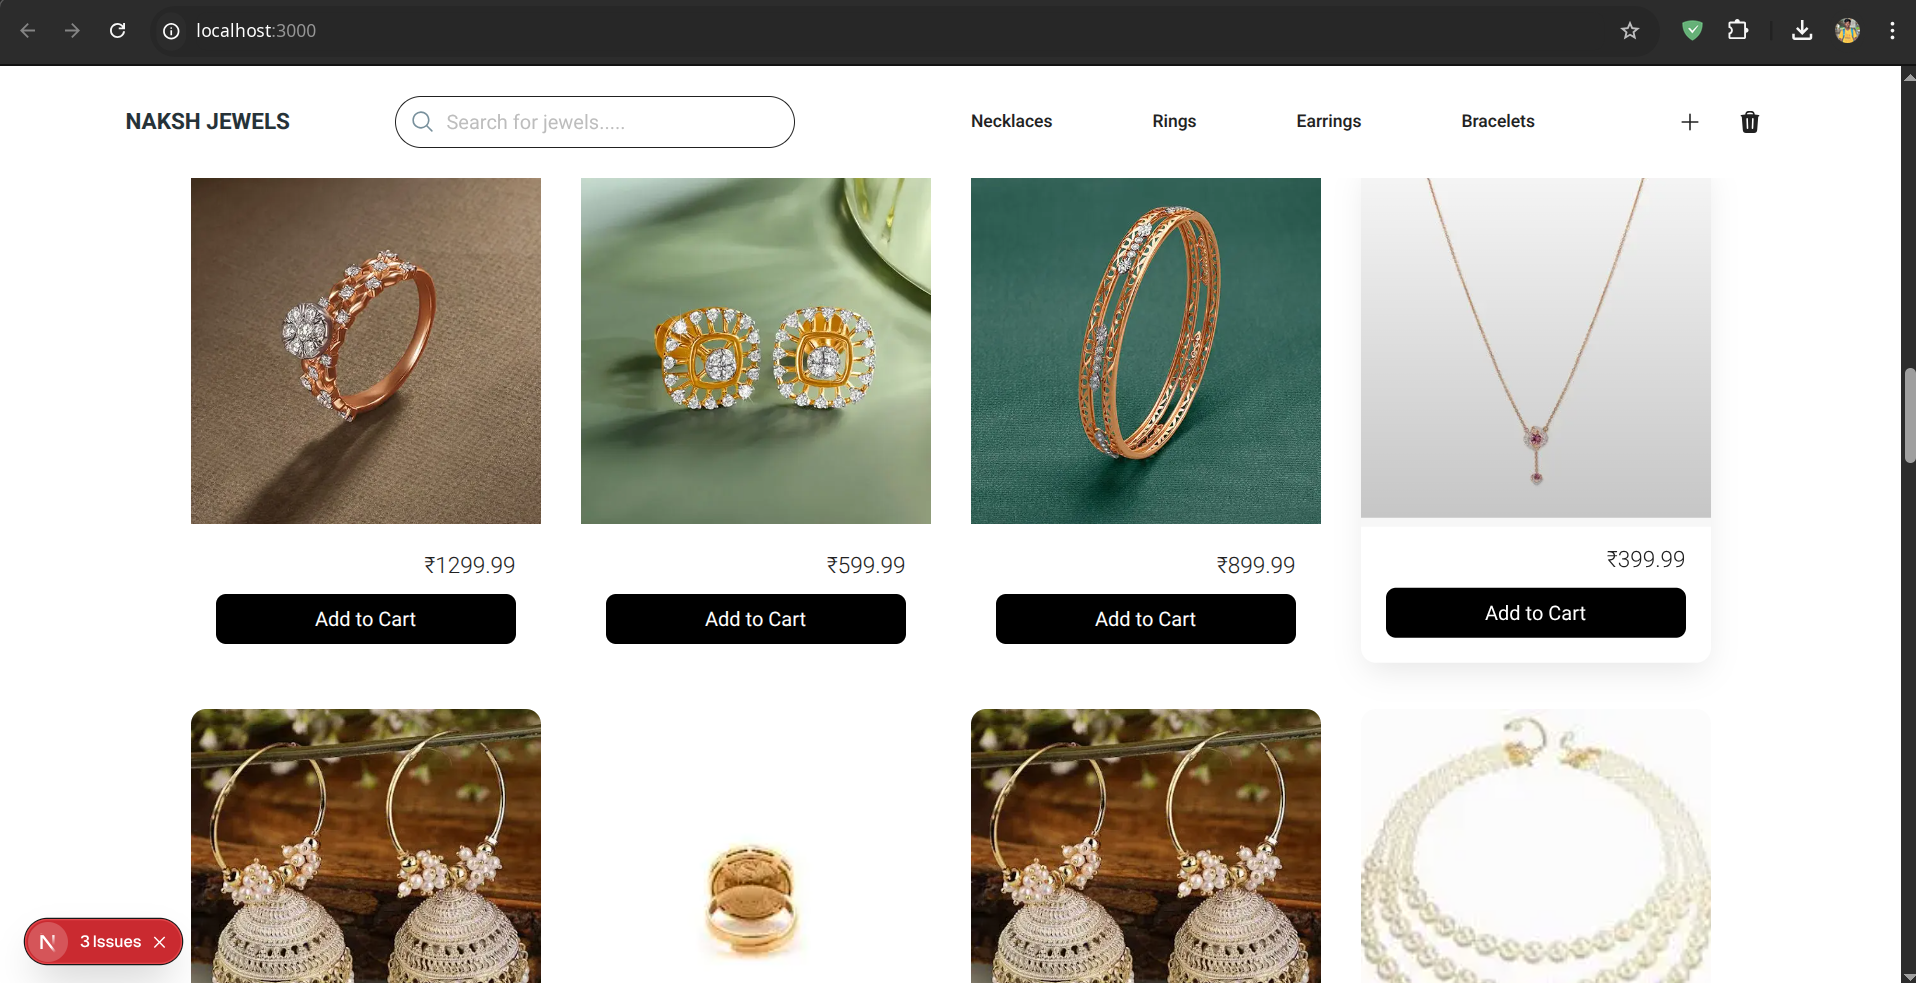 localhost:3000
NAKSH JEWELS
Search for jewels.....
Necklaces
Rings
Earrings
Bracelets
₹1299.99
₹599.99
₹899.99
₹399.99
Add to Cart
Add to Cart
Add to Cart
Add to Cart
N
3 Issues